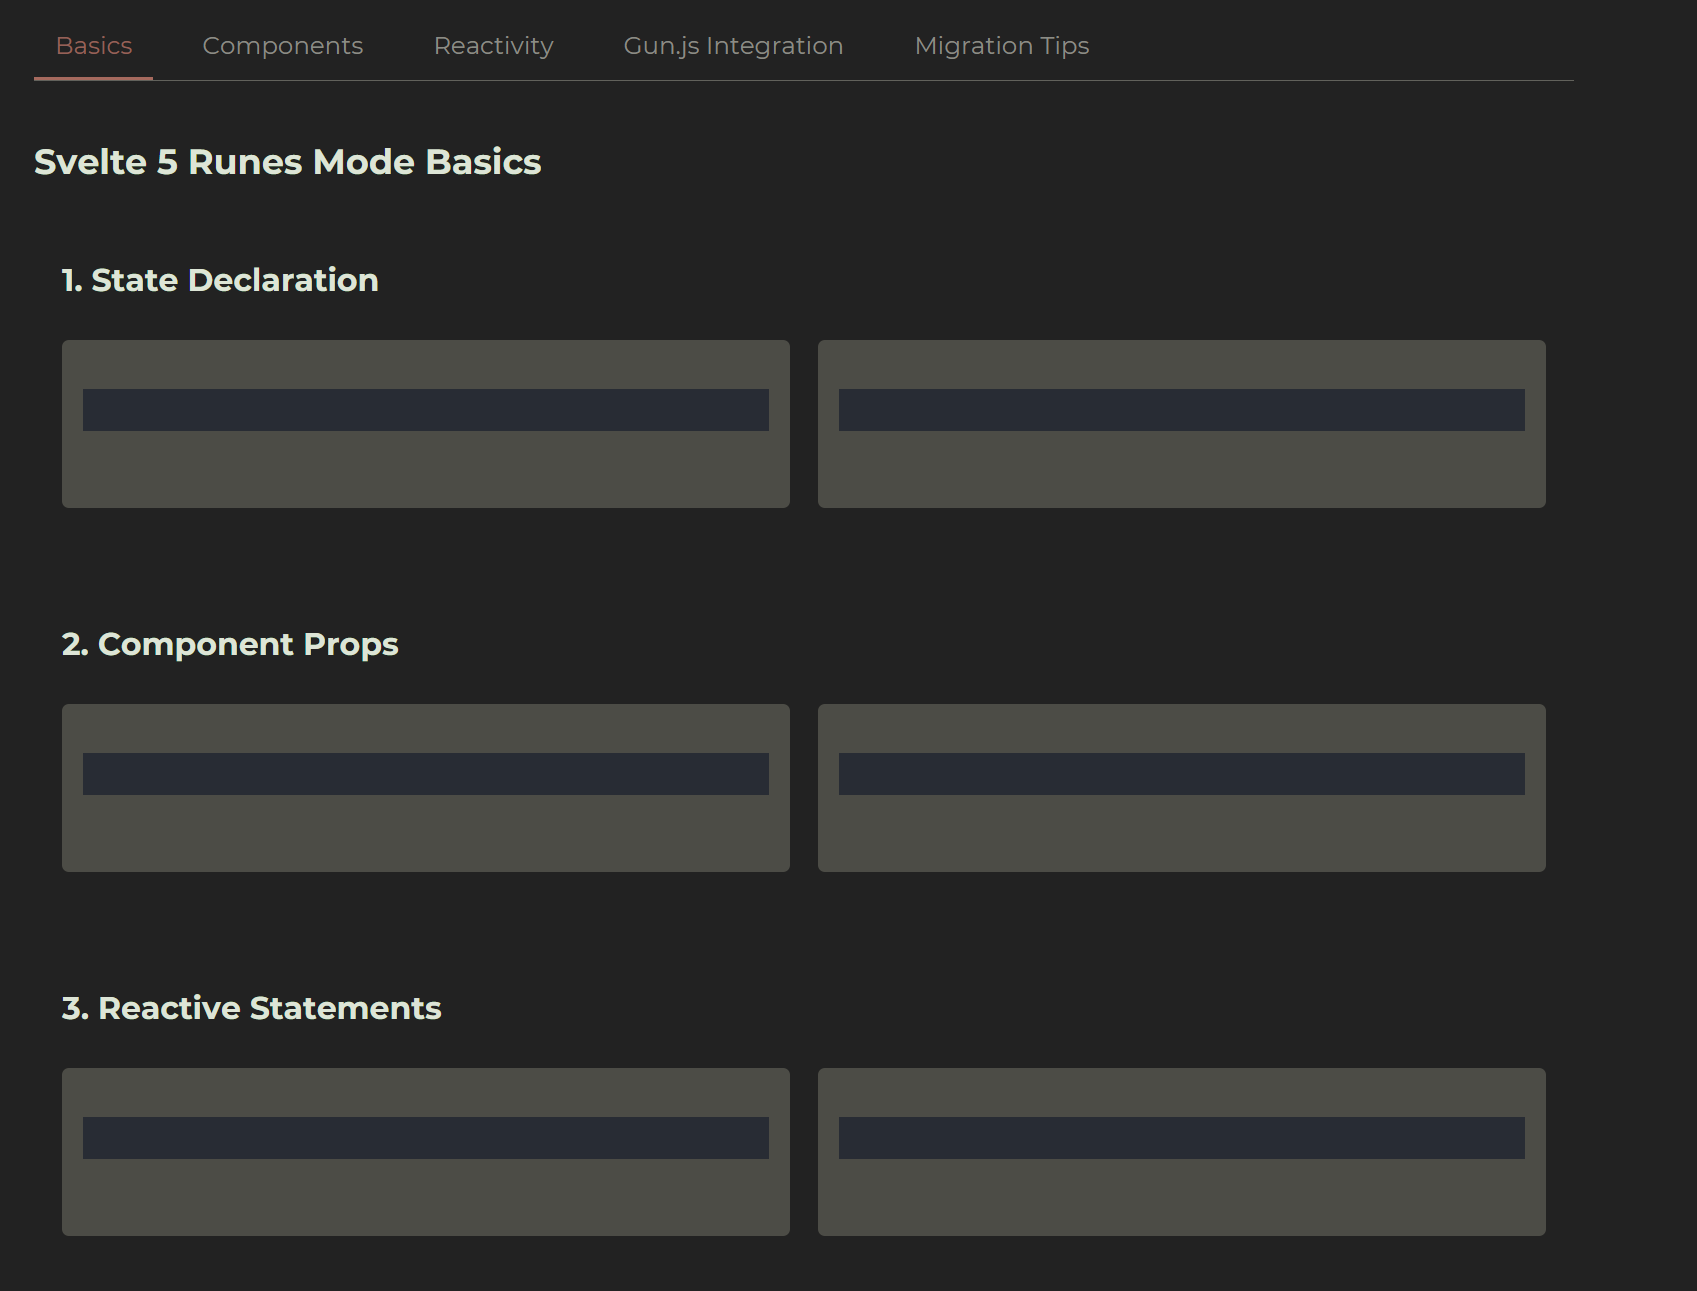 Basics Components Reactivity Gun.js Integration Migration Tips
Svelte 5 Runes Mode Basics
1. State Declaration
2. Component Props
3. Reactive Statements